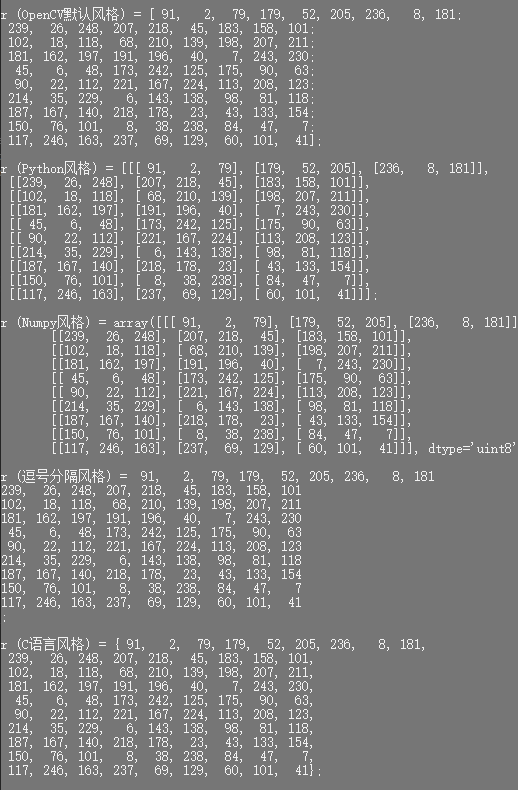 r (OpenCV默认风格) = [ 91,   2,  79, 179,  52, 205, 236,   8, 181;
 239,  26, 248, 207, 218,  45, 183, 158, 101;
 102,  18, 118,  68, 210, 139, 198, 207, 211;
 181, 162, 197, 191, 196,  40,   7, 243, 230;
  45,   6,  48, 173, 242, 125, 175,  90,  63;
  90,  22, 112, 221, 167, 224, 113, 208, 123;
 214,  35, 229,   6, 143, 138,  98,  81, 118;
 187, 167, 140, 218, 178,  23,  43, 133, 154;
 150,  76, 101,   8,  38, 238,  84,  47,   7;
 117, 246, 163, 237,  69, 129,  60, 101,  41];
r (Python风格) = [[[ 91,   2,  79], [179,  52, 205], [236,   8, 181]],
 [[239,  26, 248], [207, 218,  45], [183, 158, 101]],
 [[102,  18, 118], [ 68, 210, 139], [198, 207, 211]],
 [[181, 162, 197], [191, 196,  40], [  7, 243, 230]],
 [[ 45,   6,  48], [173, 242, 125], [175,  90,  63]],
 [[ 90,  22, 112], [221, 167, 224], [113, 208, 123]],
 [[214,  35, 229], [  6, 143, 138], [ 98,  81, 118]],
 [[187, 167, 140], [218, 178,  23], [ 43, 133, 154]],
 [[150,  76, 101], [  8,  38, 238], [ 84,  47,   7]],
 [[117, 246, 163], [237,  69, 129], [ 60, 101,  41]]];
r (Numpy风格) = array([[[ 91,   2,  79], [179,  52, 205], [236,   8, 181]]
       [[239,  26, 248], [207, 218,  45], [183, 158, 101]],
       [[102,  18, 118], [ 68, 210, 139], [198, 207, 211]],
       [[181, 162, 197], [191, 196,  40], [  7, 243, 230]],
       [[ 45,   6,  48], [173, 242, 125], [175,  90,  63]],
       [[ 90,  22, 112], [221, 167, 224], [113, 208, 123]],
       [[214,  35, 229], [  6, 143, 138], [ 98,  81, 118]],
       [[187, 167, 140], [218, 178,  23], [ 43, 133, 154]],
       [[150,  76, 101], [  8,  38, 238], [ 84,  47,   7]],
       [[117, 246, 163], [237,  69, 129], [ 60, 101,  41]]], dtype='uint8'
r (逗号分隔风格) =  91,   2,  79, 179,  52, 205, 236,   8, 181
239,  26, 248, 207, 218,  45, 183, 158, 101
102,  18, 118,  68, 210, 139, 198, 207, 211
181, 162, 197, 191, 196,  40,   7, 243, 230
 45,   6,  48, 173, 242, 125, 175,  90,  63
 90,  22, 112, 221, 167, 224, 113, 208, 123
214,  35, 229,   6, 143, 138,  98,  81, 118
187, 167, 140, 218, 178,  23,  43, 133, 154
150,  76, 101,   8,  38, 238,  84,  47,   7
117, 246, 163, 237,  69, 129,  60, 101,  41
;
r (C语言风格) = { 91,   2,  79, 179,  52, 205, 236,   8, 181,
 239,  26, 248, 207, 218,  45, 183, 158, 101,
 102,  18, 118,  68, 210, 139, 198, 207, 211,
 181, 162, 197, 191, 196,  40,   7, 243, 230,
  45,   6,  48, 173, 242, 125, 175,  90,  63,
  90,  22, 112, 221, 167, 224, 113, 208, 123,
 214,  35, 229,   6, 143, 138,  98,  81, 118,
 187, 167, 140, 218, 178,  23,  43, 133, 154,
 150,  76, 101,   8,  38, 238,  84,  47,   7,
 117, 246, 163, 237,  69, 129,  60, 101,  41};